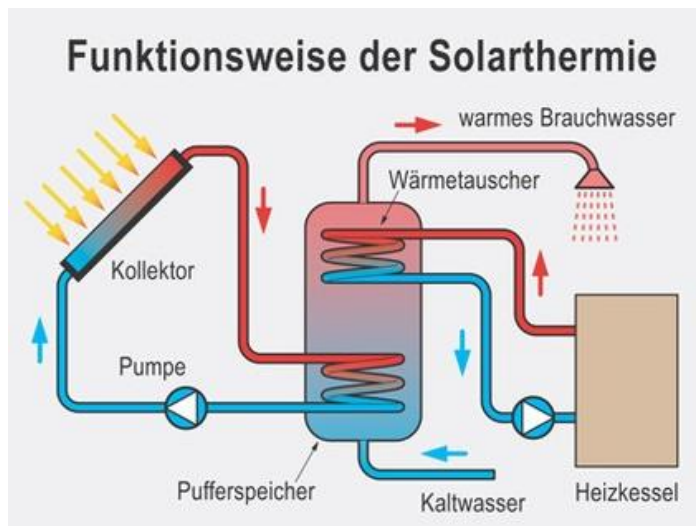 Funktionsweise der Solarthermie
warmes Brauchwasser
Wärmetauscher
Kollektor
Pumpe
Pufferspeicher
Kaltwasser
Heizkessel